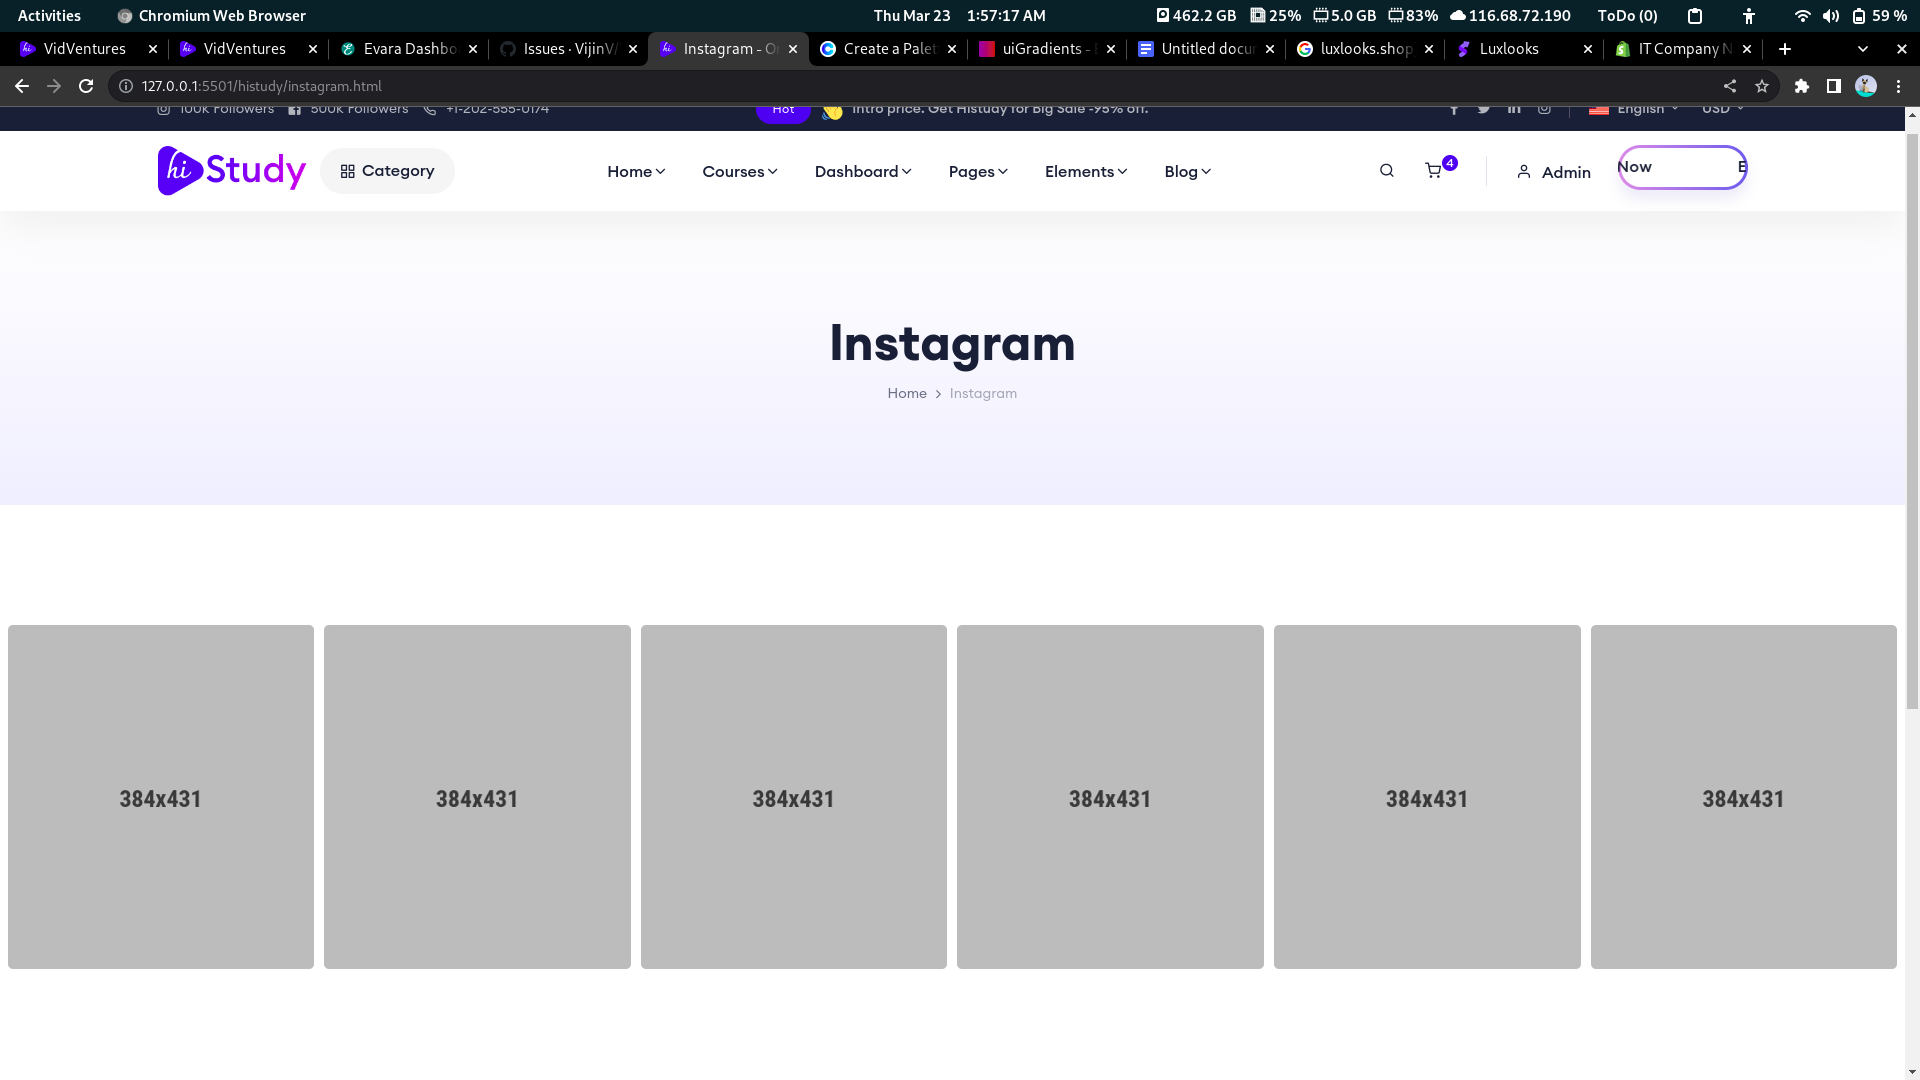 Activities Chromium Web Browser Thu Mar 23 1:57:17 AM 462.2 GB 25% 5.0 GB 83% 116.68.72.190 ToDo (0) 59 %
VidVentures VidVentures Evara Dashbo Issues · VijinV/ Instagram - O Create a Palet uiGradients - Untitled docu luxlooks.shop Luxlooks IT Company N
127.0.0.1:5501/histudy/instagram.html
100k Followers 500k Followers +1-202-555-0174 Hot Intro price. Get Histudy for Big Sale -95% off. English USD
hi Study Category Home Courses Dashboard Pages Elements Blog 4 Admin Now E
Instagram
Home > Instagram
384x431 384x431 384x431 384x431 384x431 384x431